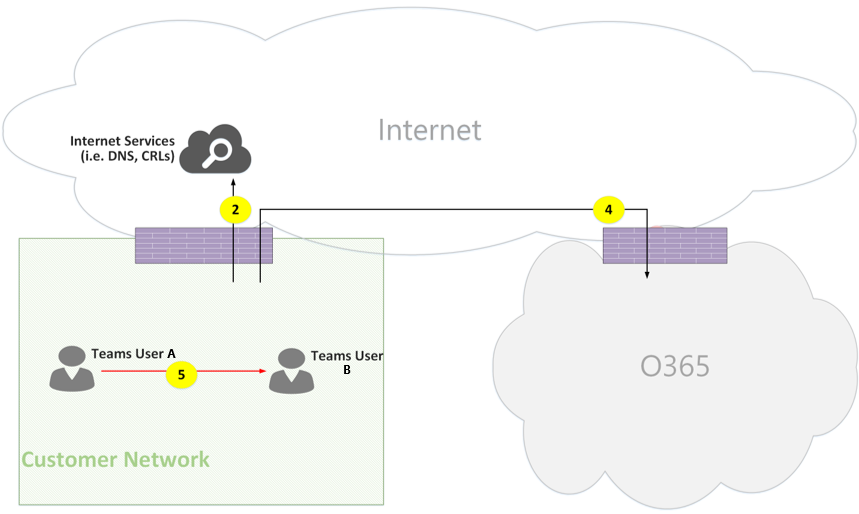 Internet
Internet Services
(i.e. DNS, CRLs)
2
4
Teams User A
Teams User
B
5
O365
Customer Network